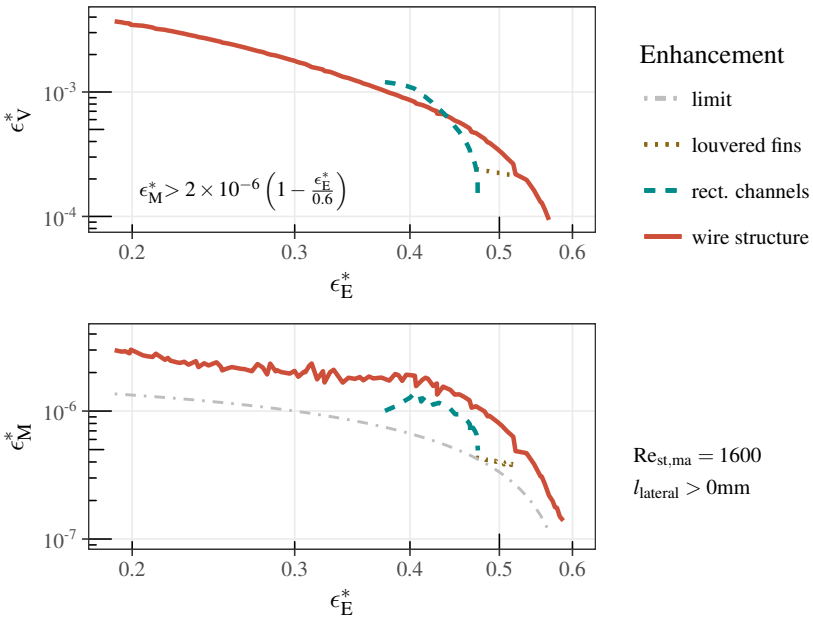 10⁻³
10⁻⁴
ϵ*V
ϵ*M > 2 × 10⁻⁶ (1 − ϵ*E/0.6)
0.2 0.3 0.4 0.5 0.6
ϵ*E
Enhancement
limit
louvered fins
rect. channels
wire structure
10⁻⁶
10⁻⁷
ϵ*M
0.2 0.3 0.4 0.5 0.6
ϵ*E
Re_st,ma = 1600
l_lateral > 0mm